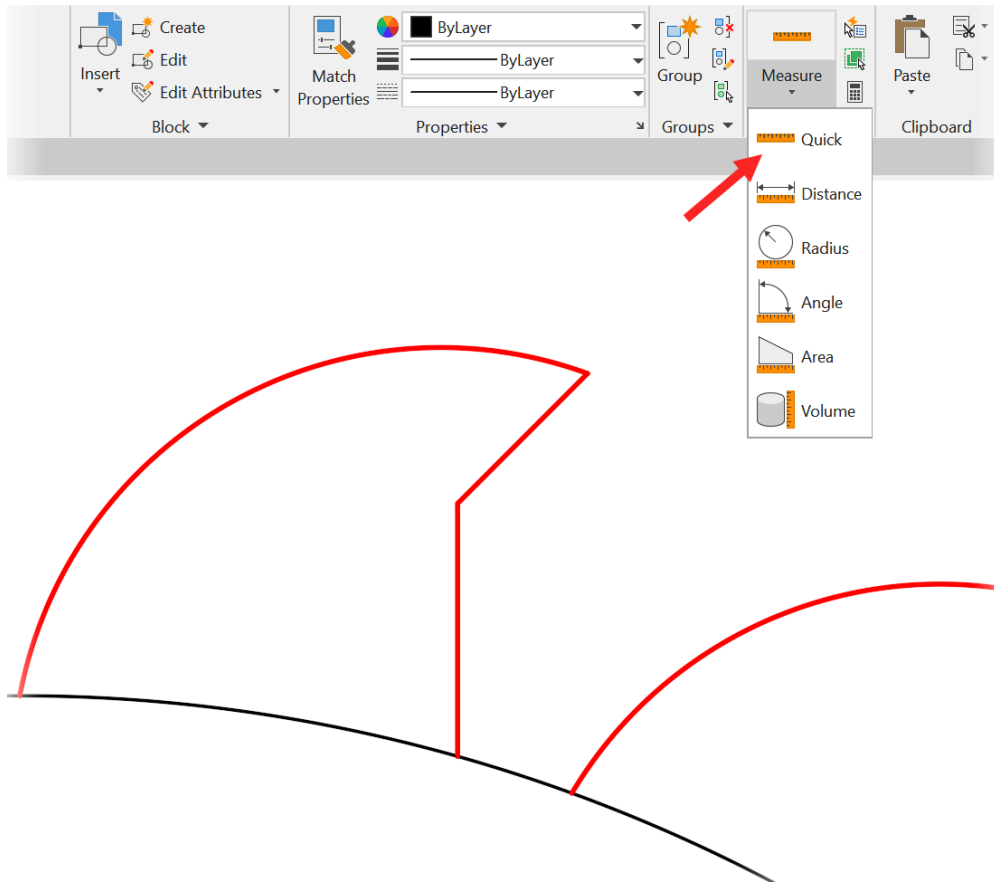 Insert
Create
Edit
Edit Attributes
Block
Match
Properties
ByLayer
ByLayer
ByLayer
Properties
Group
Groups
Measure
Paste
Clipboard
Quick
Distance
Radius
Angle
Area
Volume